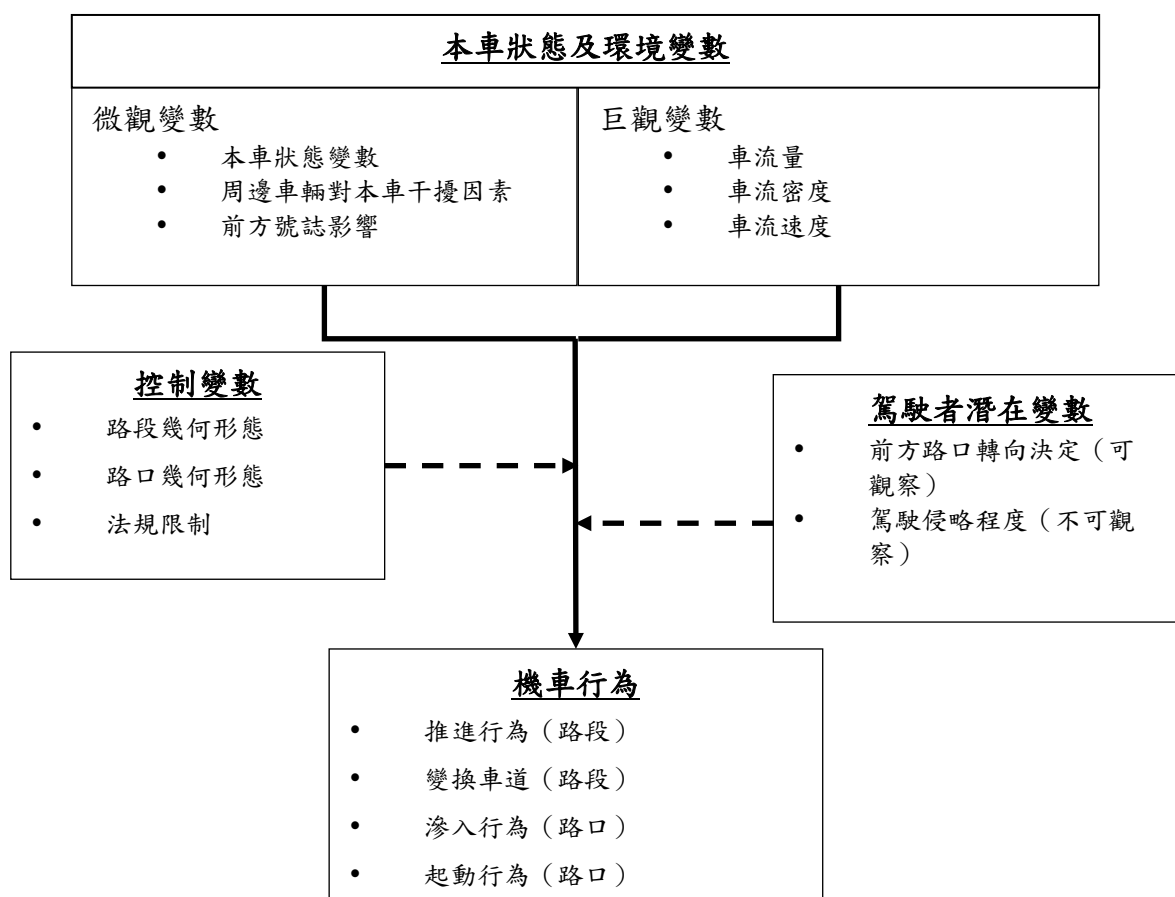 本車狀態及環境變數
微觀變數
• 本車狀態變數
• 周邊車輛對本車干擾因素
• 前方號誌影響
巨觀變數
• 車流量
• 車流密度
• 車流速度
控制變數
• 路段幾何形態
• 路口幾何形態
• 法規限制
駕駛者潛在變數
• 前方路口轉向決定（可
觀察）
• 駕駛侵略程度（不可觀
察）
機車行為
• 推進行為（路段）
• 變換車道（路段）
• 滲入行為（路口）
• 起動行為（路口）